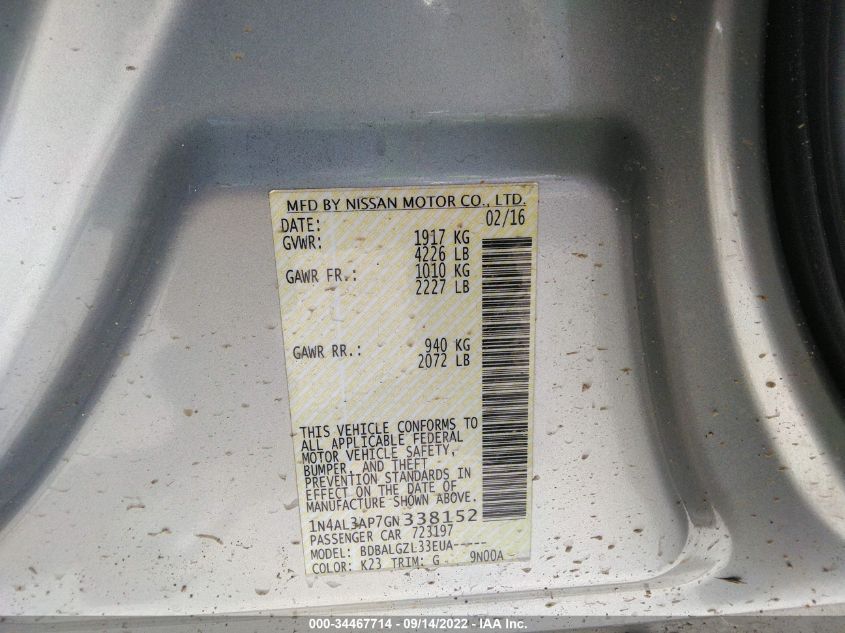 MFD BY NISSAN MOTOR CO., LTD.
DATE: 02/16
GVWR: 1917 KG
4226 LB
GAWR FR.: 1010 KG
2227 LB
GAWR RR.: 940 KG
2072 LB
THIS VEHICLE CONFORMS TO
ALL APPLICABLE FEDERAL
MOTOR VEHICLE SAFETY,
BUMPER, AND THEFT
PREVENTION STANDARDS IN
EFFECT ON THE DATE OF
MANUFACTURE SHOWN ABOVE.
1N4AL3AP7GN338152
PASSENGER CAR 723197
MODEL: BDBALGZL33EUA-----
COLOR: K23 TRIM: G 9N00A
000-34467714 - 09/14/2022 - IAA Inc.